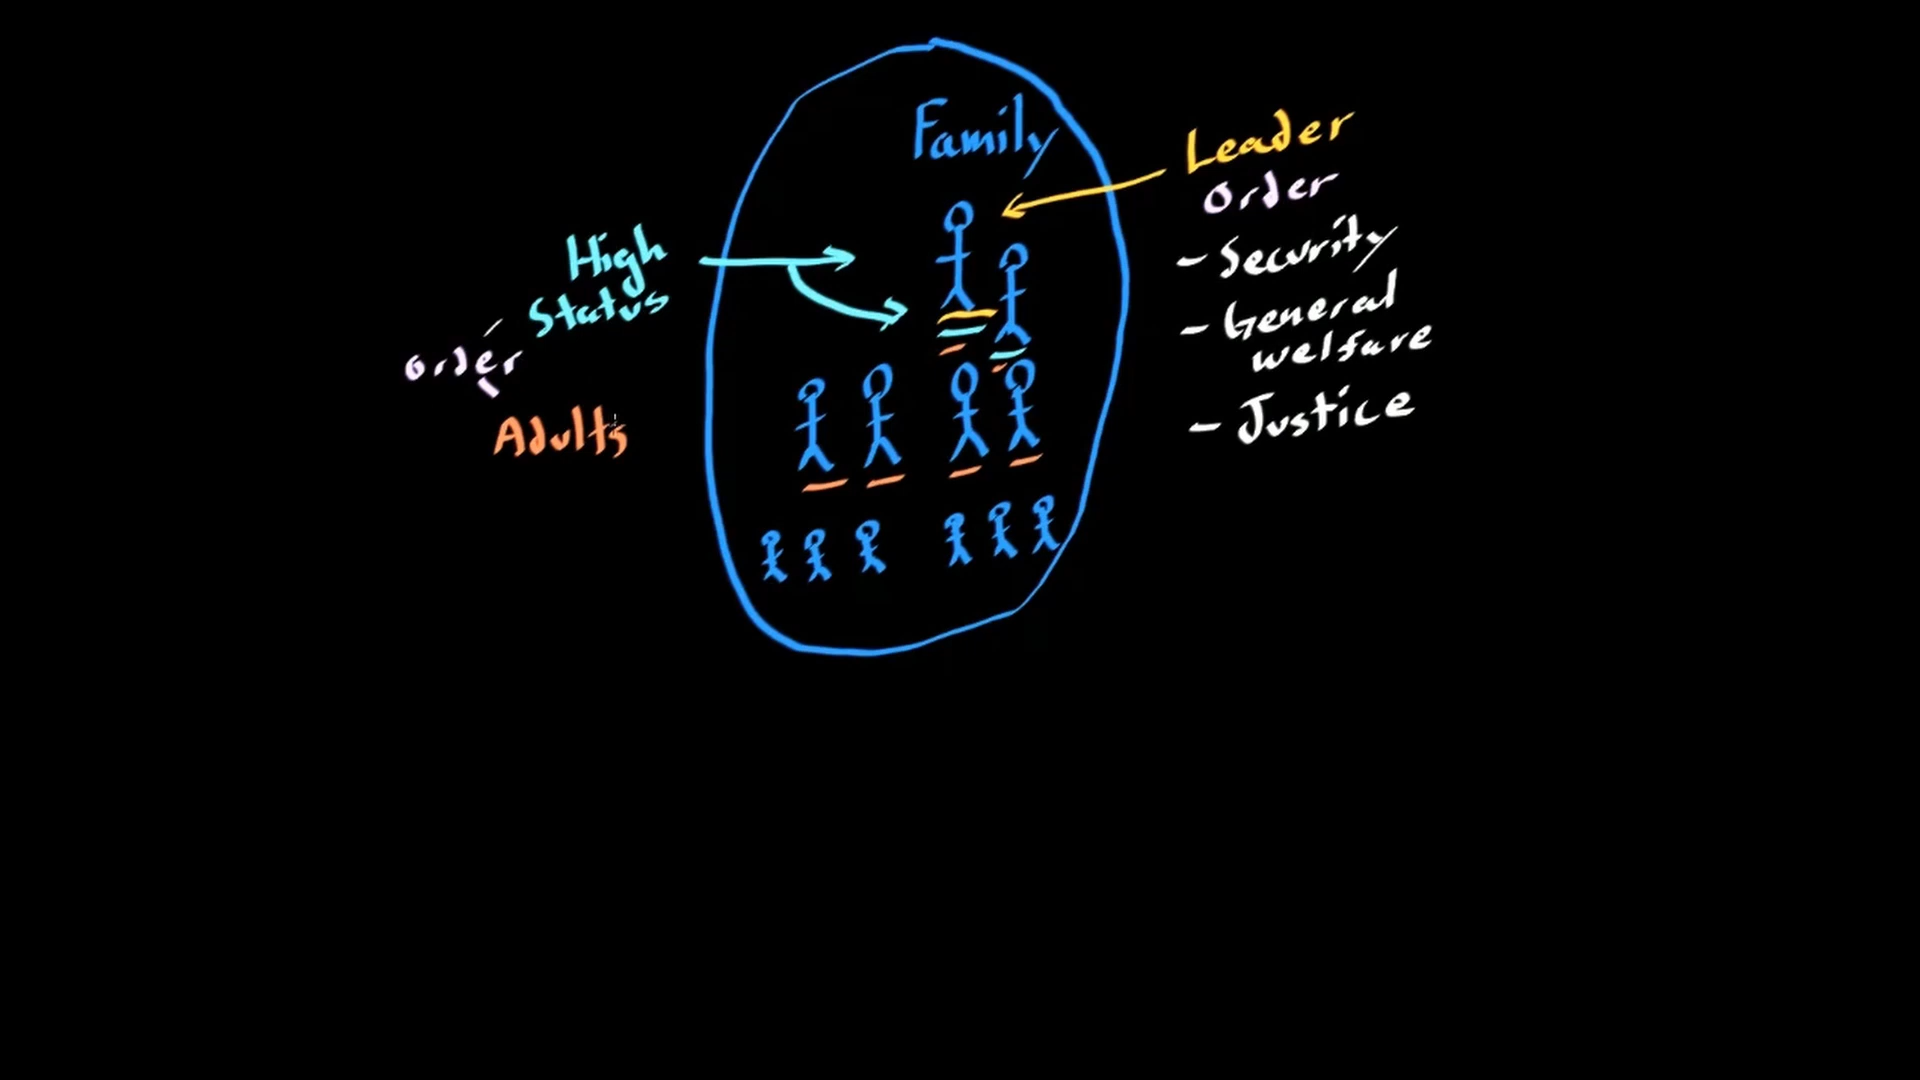 Family
Leader
Order
- Security
- General
welfare
- Justice
High
Status
Order
Adults